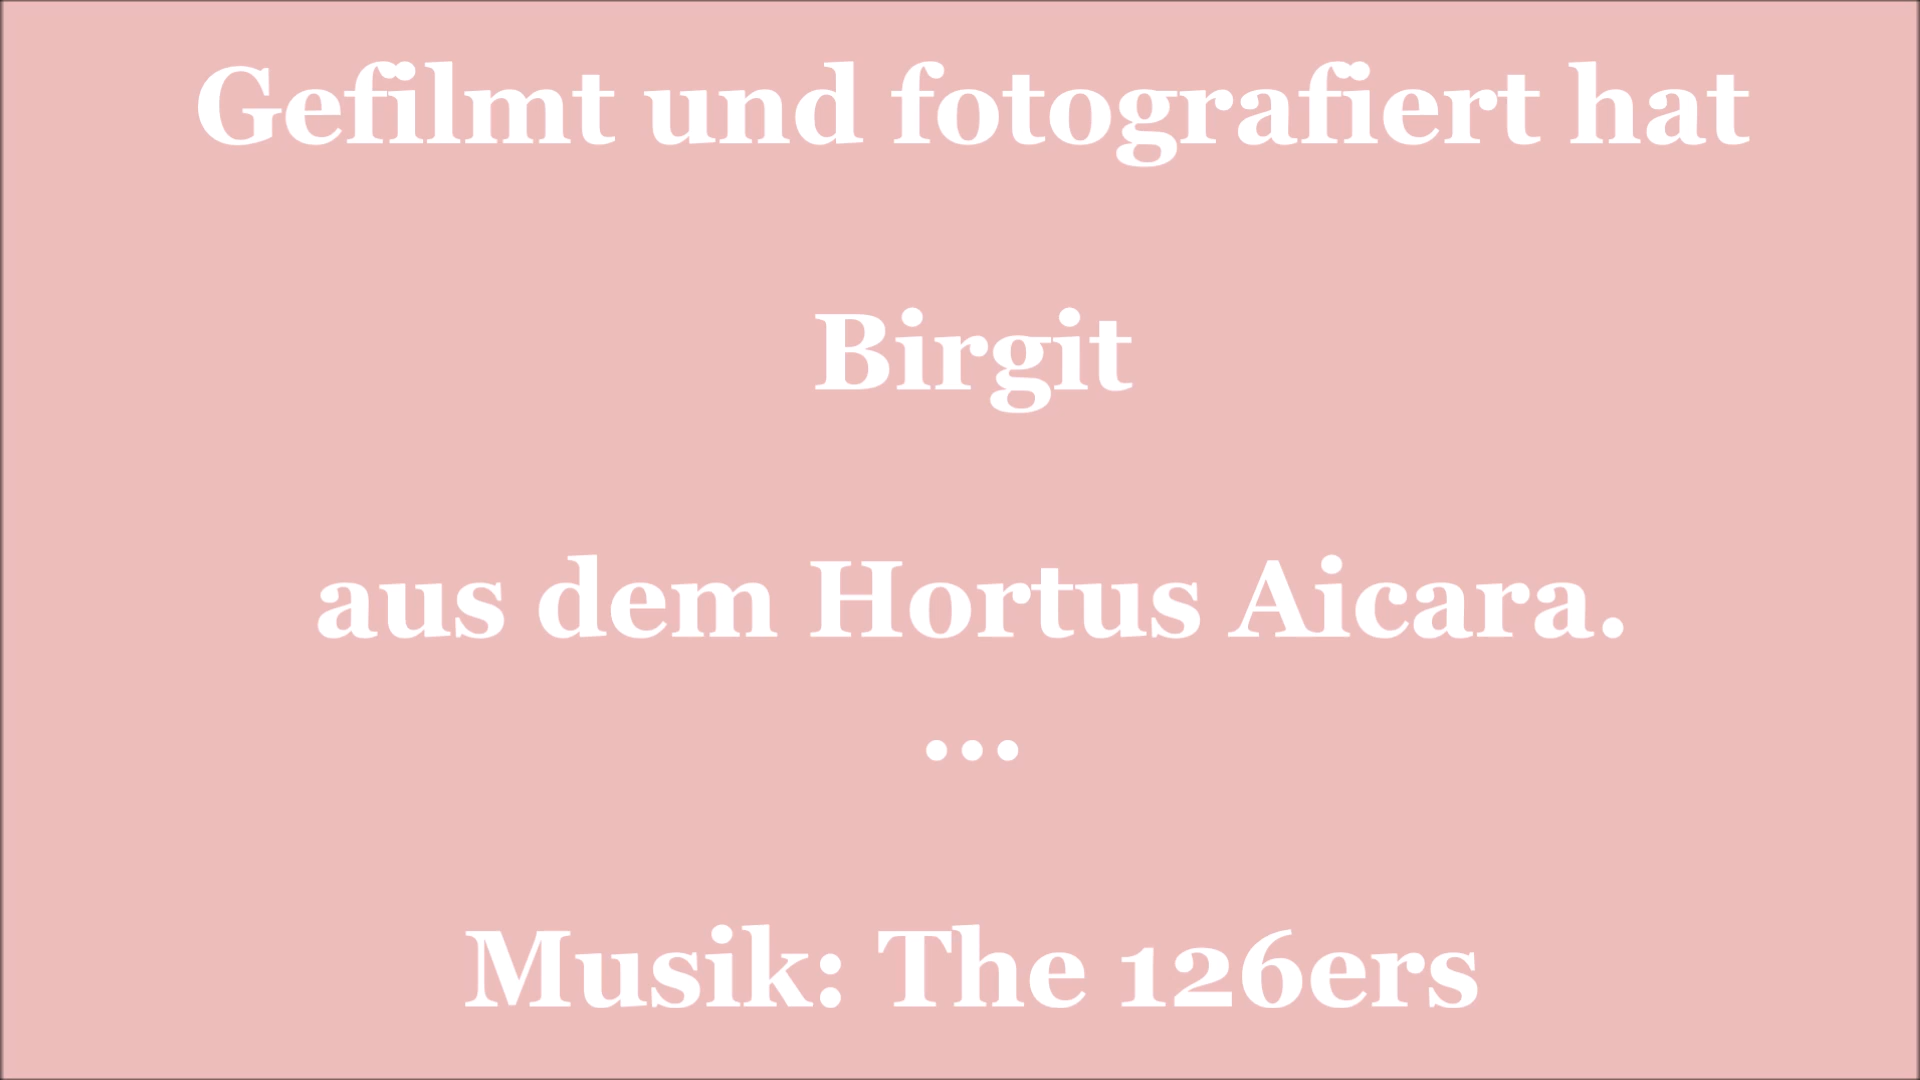 Gefilmt und fotografiert hat
Birgit
aus dem Hortus Aicara.
...
Musik: The 126ers